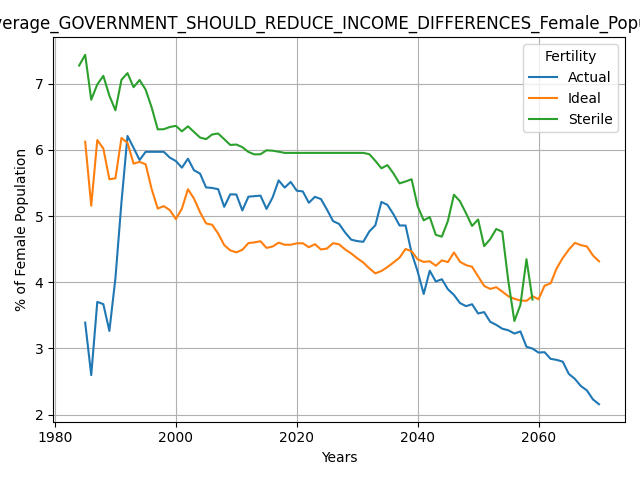 verage_GOVERNMENT_SHOULD_REDUCE_INCOME_DIFFERENCES_Female_Popu
Fertility
Actual
Ideal
Sterile
% of Female Population
7
6
5
4
3
2
1980
2000
2020
2040
2060
Years